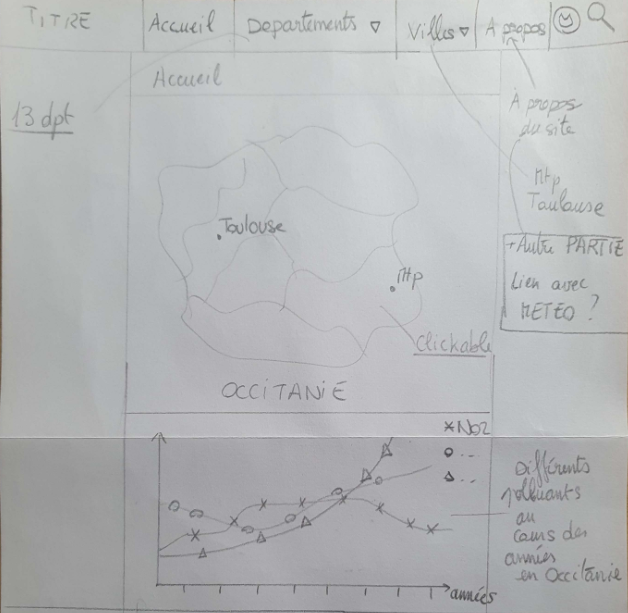 TITRE
Accueil
Départements ▽
Villes ▽
A propos
Accueil
13 dpt
À propos
du site
Mtp
Toulouse
+Autre PARTIE
Lien avec
METEO ?
Toulouse
Mtp
Clickable
OCCITANIE
× NO2
○ ...
△ ...
Différents
polluants
au
cours des
années
en Occitanie
années